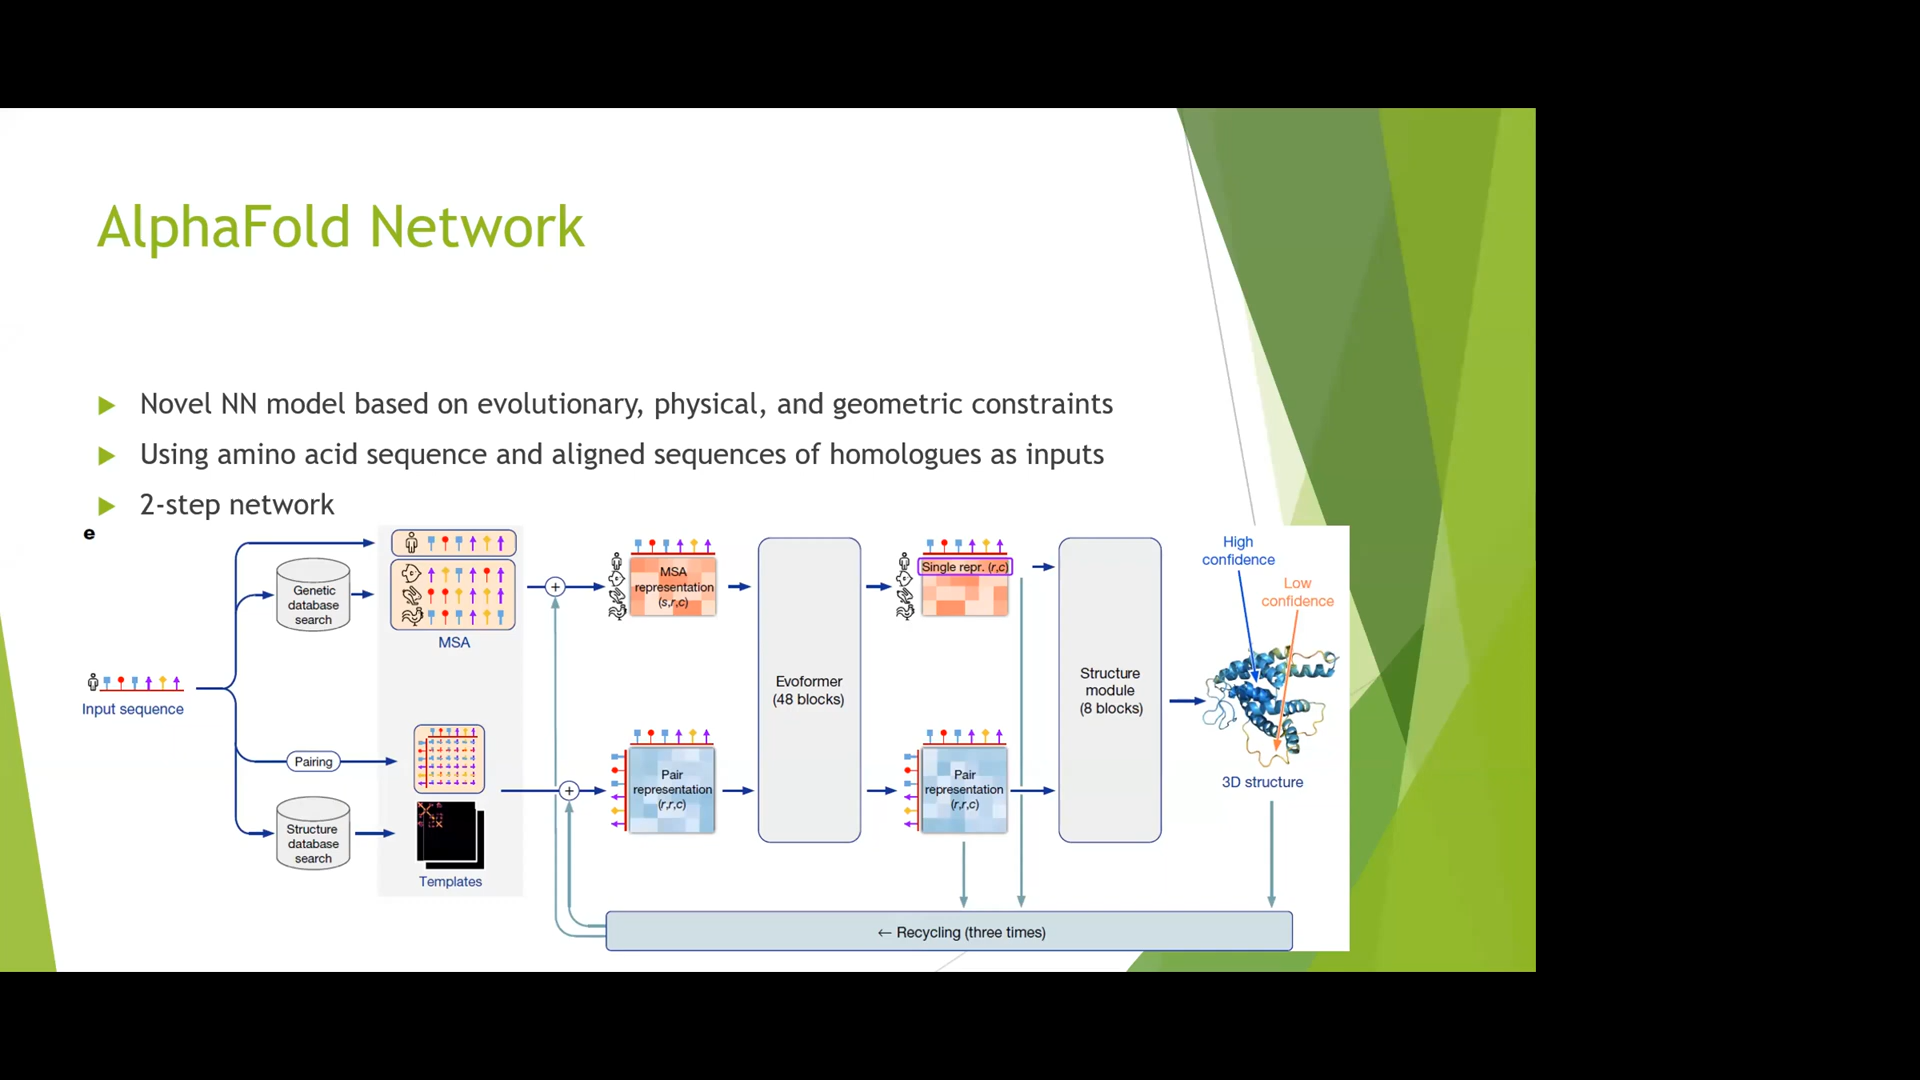 AlphaFold Network
Novel NN model based on evolutionary, physical, and geometric constraints
Using amino acid sequence and aligned sequences of homologues as inputs
2-step network
e
Input sequence
Genetic
database
search
Pairing
Structure
database
search
MSA
Templates
+
+
MSA
representation
(s,r,c)
Pair
representation
(r,r,c)
Evoformer
(48 blocks)
Single repr. (r,c)
Pair
representation
(r,r,c)
Structure
module
(8 blocks)
High
confidence
Low
confidence
3D structure
← Recycling (three times)